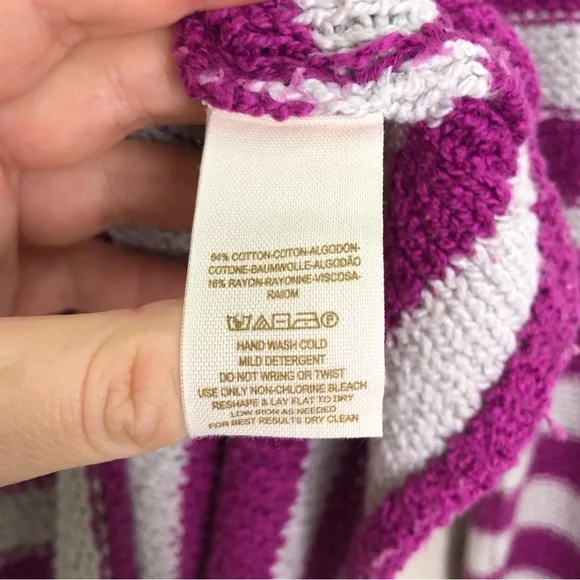 84% COTTON-COTON-ALGODÓN-
COTONE-BAUMWOLLE-ALGODÃO
16% RAYON-RAYONNE-VISCOSA-
RAIOM
HAND WASH COLD
MILD DETERGENT
DO NOT WRING OR TWIST
USE ONLY NON-CHLORINE BLEACH
RESHAPE & LAY FLAT TO DRY
LOW IRON AS NEEDED
FOR BEST RESULTS DRY CLEAN